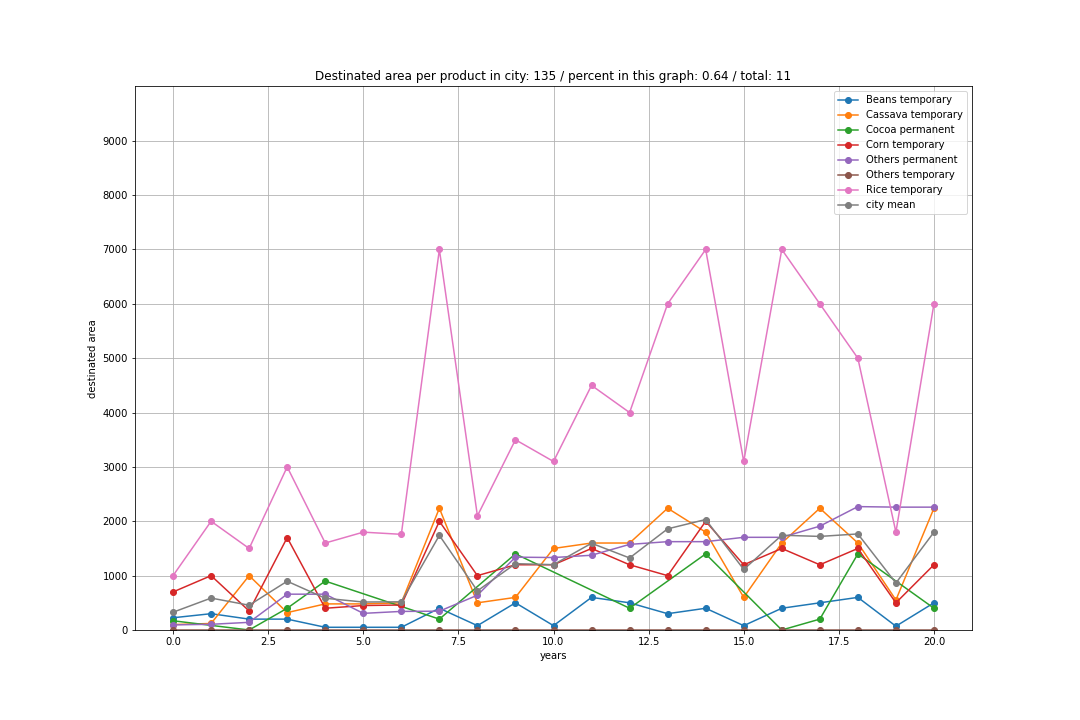 Destinated area per product in city: 135 / percent in this graph: 0.64 / total: 11
Beans temporary
Cassava temporary
Cocoa permanent
Corn temporary
Others permanent
Others temporary
Rice temporary
city mean
9000
8000
7000
6000
5000
4000
3000
2000
1000
0
destinated area
0.0 2.5 5.0 7.5 10.0 12.5 15.0 17.5 20.0
years